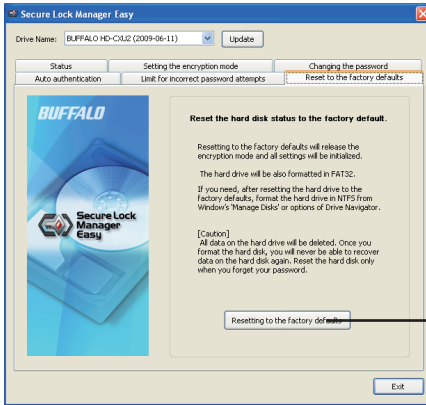 Secure Lock Manager Easy
Drive Name: BUFFALO HD-CXU2 (2009-06-11) Update
Status Setting the encryption mode Changing the password
Auto authentication Limit for incorrect password attempts Reset to the factory defaults
BUFFALO
Secure Lock
Manager
Easy
Reset the hard disk status to the factory default.
Resetting to the factory defaults will release the
encryption mode and all settings will be initialized.
The hard drive will be also formatted in FAT32.
If you need, after resetting the hard drive to the
factory defaults, format the hard drive in NTFS from
Window's 'Manage Disks' or options of Drive Navigator.
[Caution]
All data on the hard drive will be deleted. Once you
format the hard disk, you will never be able to recover
data on the hard disk again. Reset the hard disk only
when you forget your password.
Resetting to the factory defaults
Exit